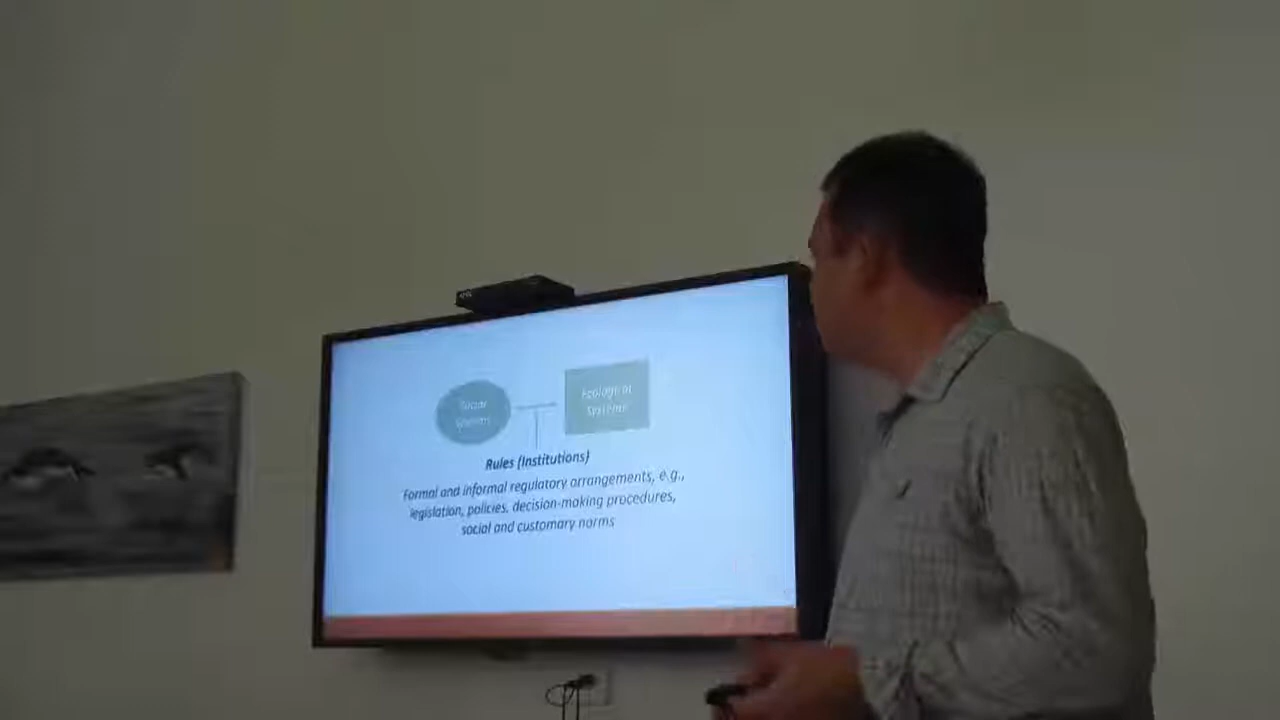 Social
Systems
Ecological
Systems
Rules (Institutions)
Formal and informal regulatory arrangements, e.g.,
legislation, policies, decision-making procedures,
social and customary norms